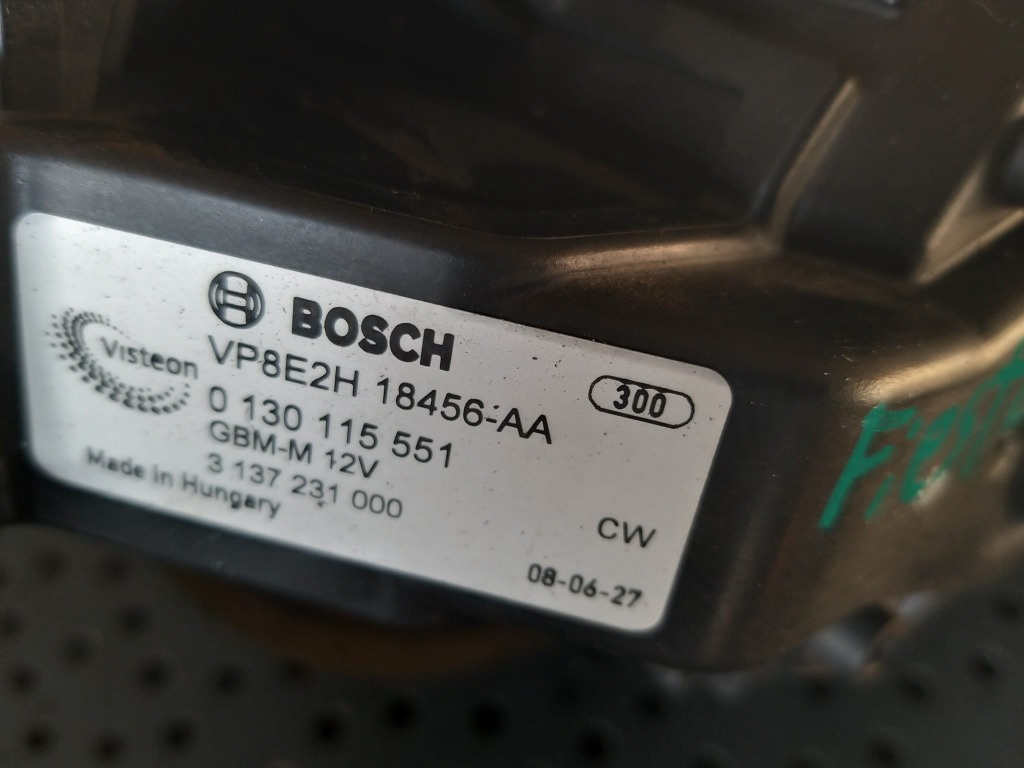 BOSCH
Visteon
VP8E2H 18456-AA
300
0 130 115 551
GBM-M 12V
3 137 231 000
Made in Hungary
CW
08-06-27